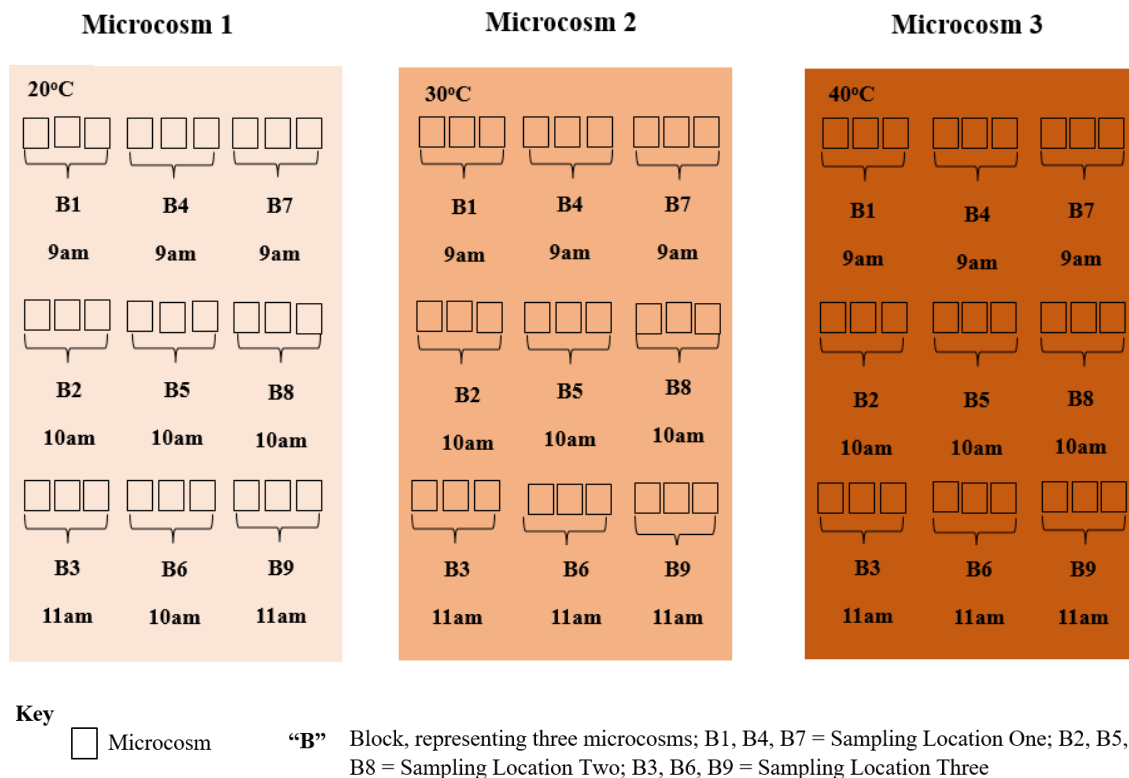 Microcosm 1 Microcosm 2 Microcosm 3
20°C 30°C 40°C
B1 B4 B7 B1 B4 B7 B1 B4 B7
9am 9am 9am 9am 9am 9am 9am 9am 9am
B2 B5 B8 B2 B5 B8 B2 B5 B8
10am 10am 10am 10am 10am 10am 10am 10am 10am
B3 B6 B9 B3 B6 B9 B3 B6 B9
11am 10am 11am 11am 11am 11am 11am 11am 11am
Key
Microcosm “B” Block, representing three microcosms; B1, B4, B7 = Sampling Location One; B2, B5,
B8 = Sampling Location Two; B3, B6, B9 = Sampling Location Three